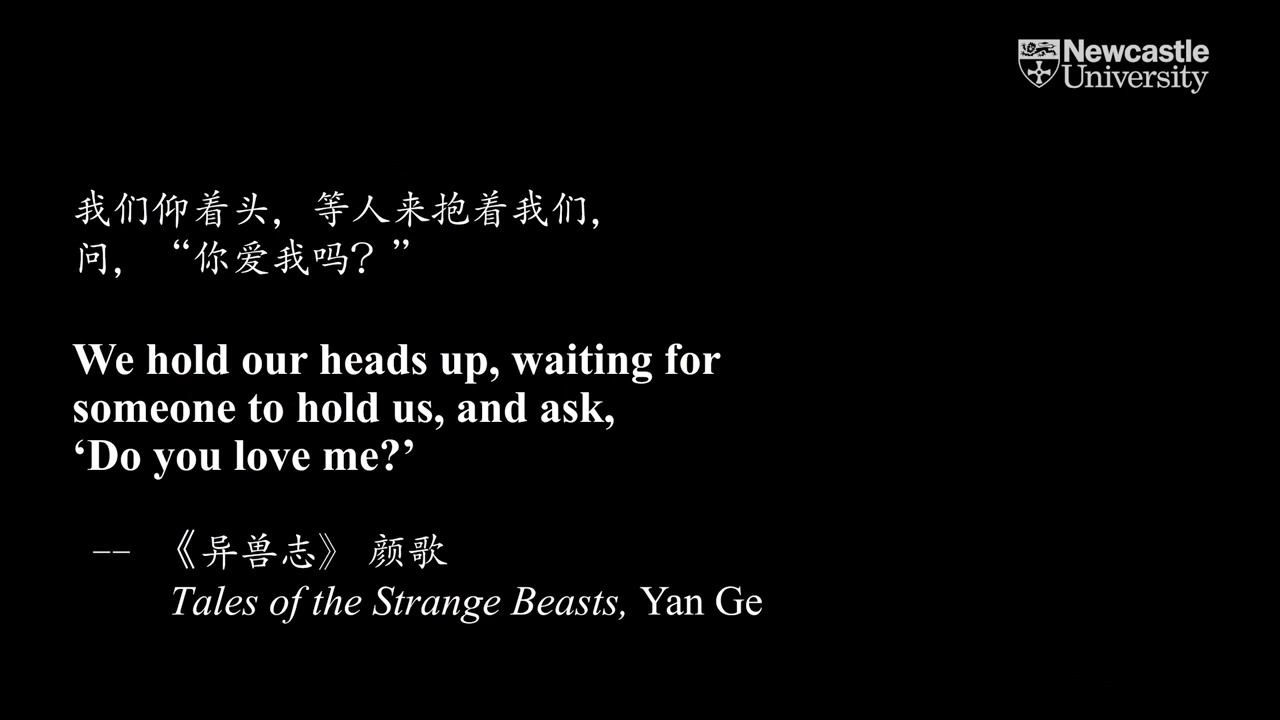 Newcastle
University
我们仰着头，等人来抱着我们，
问，“你爱我吗？”
We hold our heads up, waiting for
someone to hold us, and ask,
‘Do you love me?’
-- 《异兽志》 颜歌
Tales of the Strange Beasts, Yan Ge